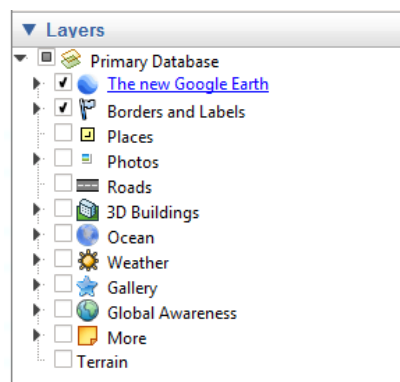 Layers
Primary Database
The new Google Earth
Borders and Labels
Places
Photos
Roads
3D Buildings
Ocean
Weather
Gallery
Global Awareness
More
Terrain